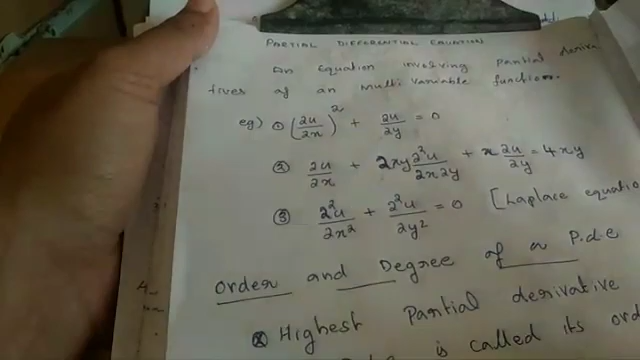 PARTIAL DIFFERENTIAL EQUATION
An Equation involving Partial deriva
tives of an multi variable function.
eg) ① (∂u/∂x)² + ∂u/∂y = 0
② ∂u/∂x + 2xy ∂²u/∂x∂y + x ∂u/∂y = 4xy
③ ∂²u/∂x² + ∂²u/∂y² = 0 [Laplace equatio
Order and Degree of a P.d.e
Highest Partial derivative
is called its ord